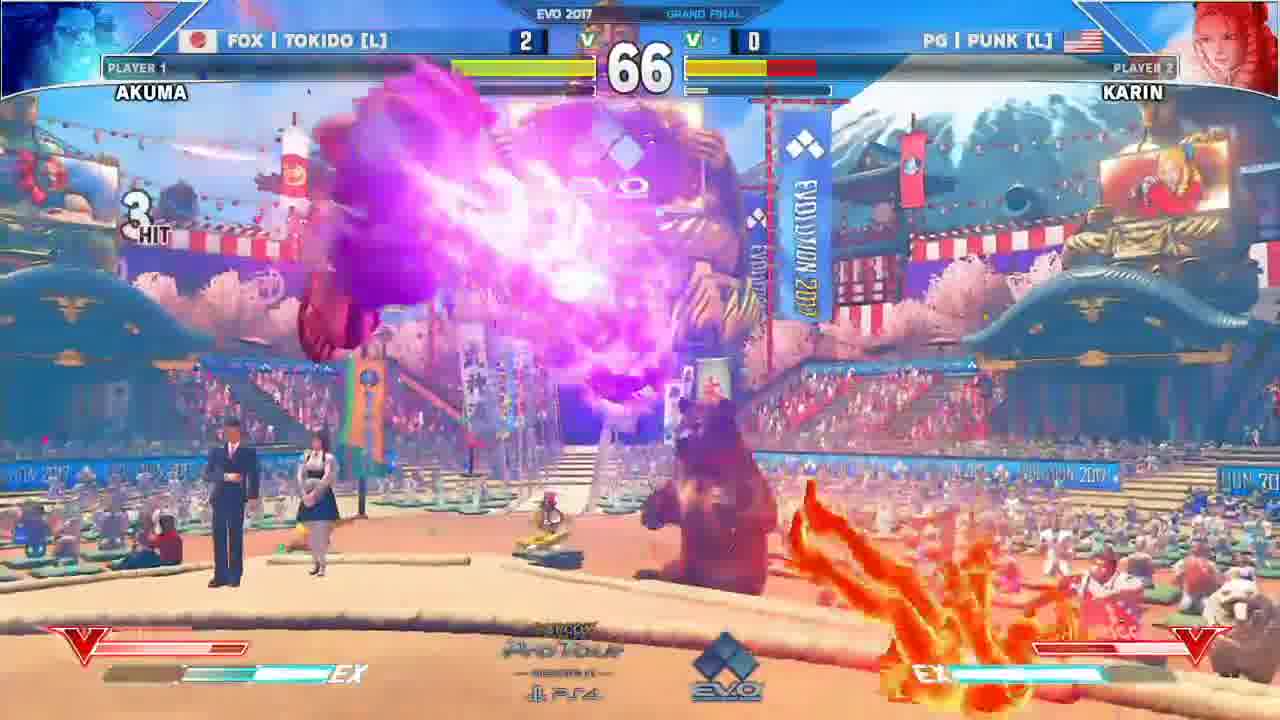 EVO 2017 GRAND FINAL
FOX | TOKIDO [L] 2 V 66 V 0 PG | PUNK [L]
PLAYER 1 PLAYER 2
AKUMA KARIN
EVO
EVOLUTION 2017
3
HIT
V V
EX EX
Pro Tour
PS4
EVO